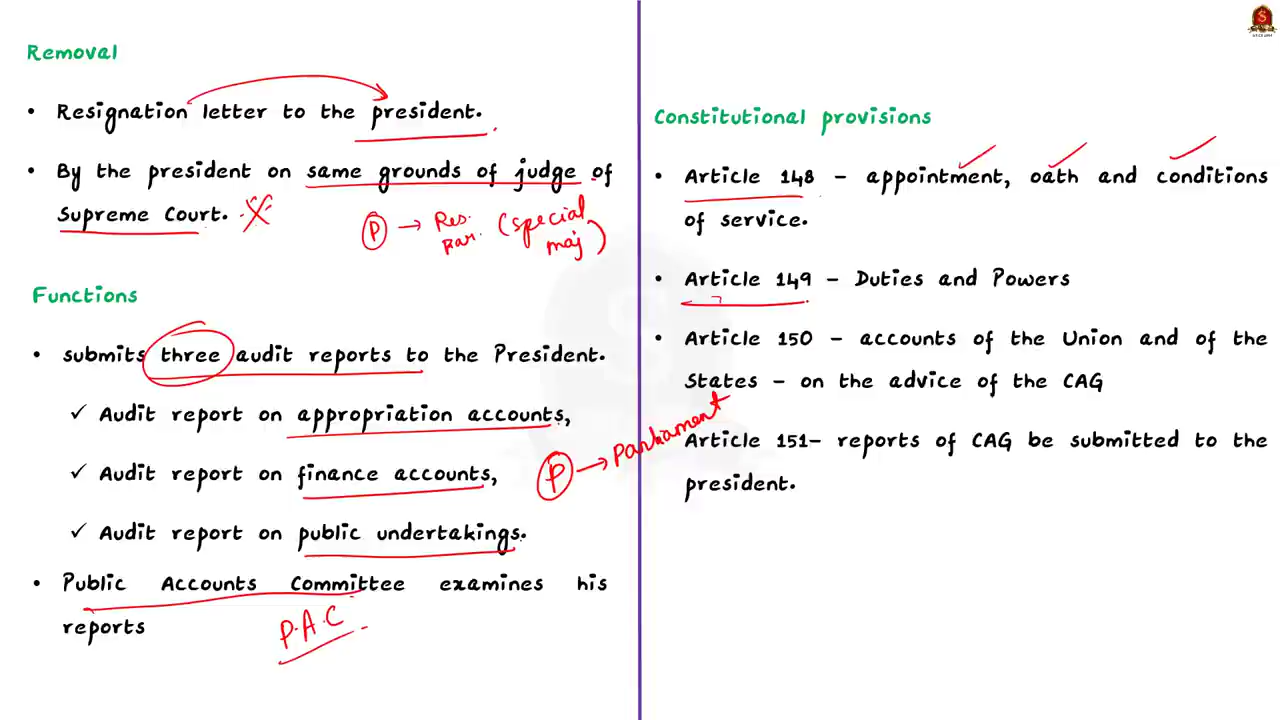 Removal
• Resignation letter to the president.
• By the president on same grounds of judge of
Supreme Court.
P → Res. (special
par. maj)
Functions
• submits three audit reports to the President.
✓ Audit report on appropriation accounts,
✓ Audit report on finance accounts,
✓ Audit report on public undertakings.
P → Parliament
• Public Accounts Committee examines his
reports
P.A.C
Constitutional provisions
• Article 148 - appointment, oath and conditions
of service.
• Article 149 - Duties and Powers
• Article 150 - accounts of the Union and of the
States - on the advice of the CAG
Article 151- reports of CAG be submitted to the
president.